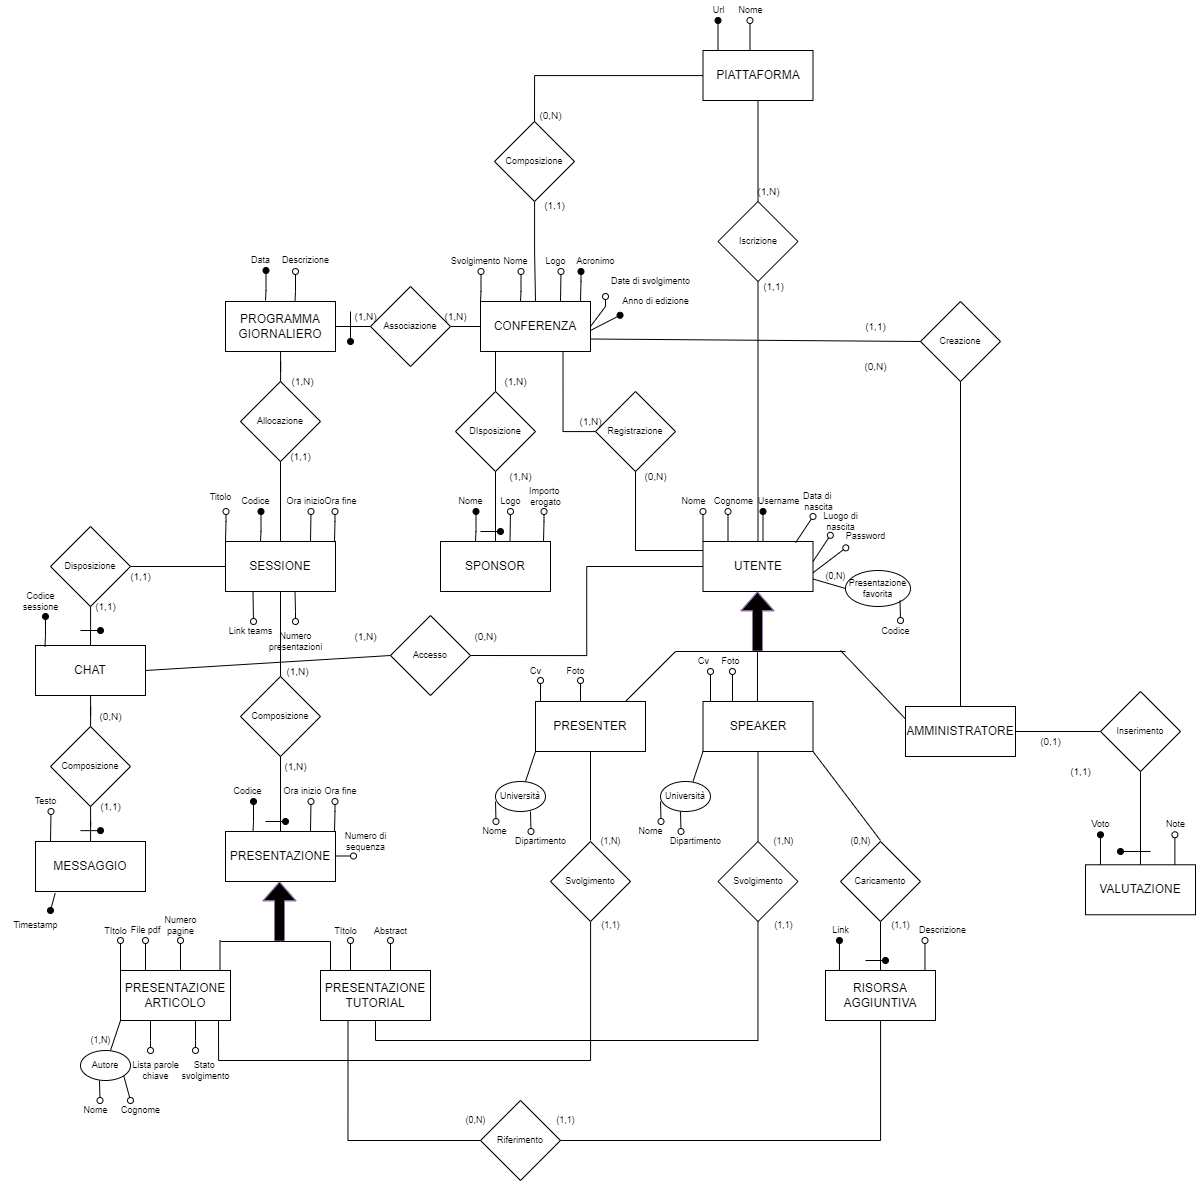 Url
Nome
PIATTAFORMA
(0,N)
Composizione
(1,1)
(1,N)
Iscrizione
(1,1)
Data
Descrizione
Svolgimento
Nome
Logo
Acronimo
Date di svolgimento
Anno di edizione
PROGRAMMA
GIORNALIERO
(1,N)
Associazione
(1,N)
CONFERENZA
(1,1)
Creazione
(0,N)
(1,N)
Allocazione
(1,1)
(1,N)
DIsposizione
(1,N)
(1,N)
Registrazione
(0,N)
Titolo
Codice
Ora inizio
Ora fine
Nome
Logo
Importo
erogato
Nome
Cognome
Username
Data di
nascita
Luogo di
nascita
Password
Disposizione
(1,1)
(1,1)
SESSIONE
SPONSOR
UTENTE
(0,N)
Presentazione
favorita
Codice
Codice
sessione
Link teams
Numero
presentazioni
CHAT
(1,N)
Accesso
(0,N)
(0,N)
Composizione
(1,1)
(1,N)
Composizione
(1,N)
Cv
Foto
Cv
Foto
PRESENTER
SPEAKER
AMMINISTRATORE
(0,1)
Inserimento
(1,1)
Università
Nome
Dipartimento
Università
Nome
Dipartimento
Testo
MESSAGGIO
Timestamp
Codice
Ora inizio
Ora fine
Numero di
sequenza
PRESENTAZIONE
(1,N)
Svolgimento
(1,1)
(1,N)
Svolgimento
(1,1)
(0,N)
Caricamento
(1,1)
Voto
Note
VALUTAZIONE
TItolo
File pdf
Numero
pagine
TItolo
Abstract
Link
Descrizione
PRESENTAZIONE
ARTICOLO
PRESENTAZIONE
TUTORIAL
RISORSA
AGGIUNTIVA
(1,N)
Autore
Lista parole
chiave
Stato
svolgimento
Nome
Cognome
(0,N)
Riferimento
(1,1)